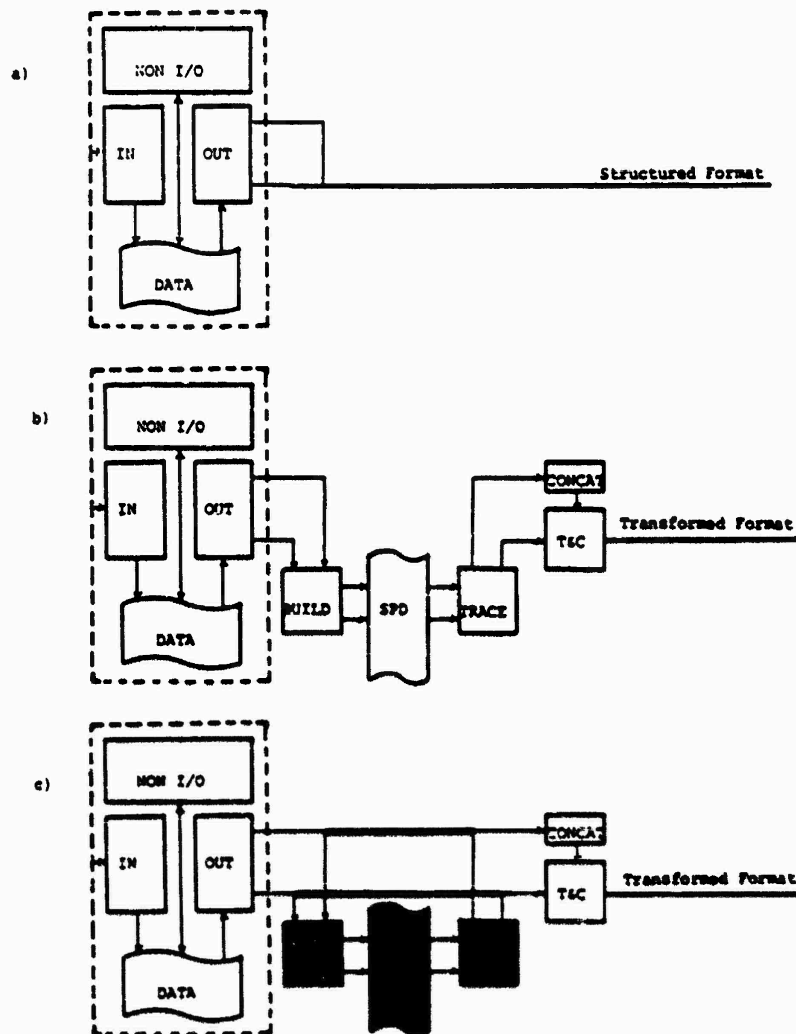 a)
NON I/O
IN
OUT
DATA
Structured Format
b)
NON I/O
IN
OUT
DATA
BUILD
SPD
TRACE
CONCAT
T&C
Transformed Format
c)
NON I/O
IN
OUT
DATA
CONCAT
T&C
Transformed Format